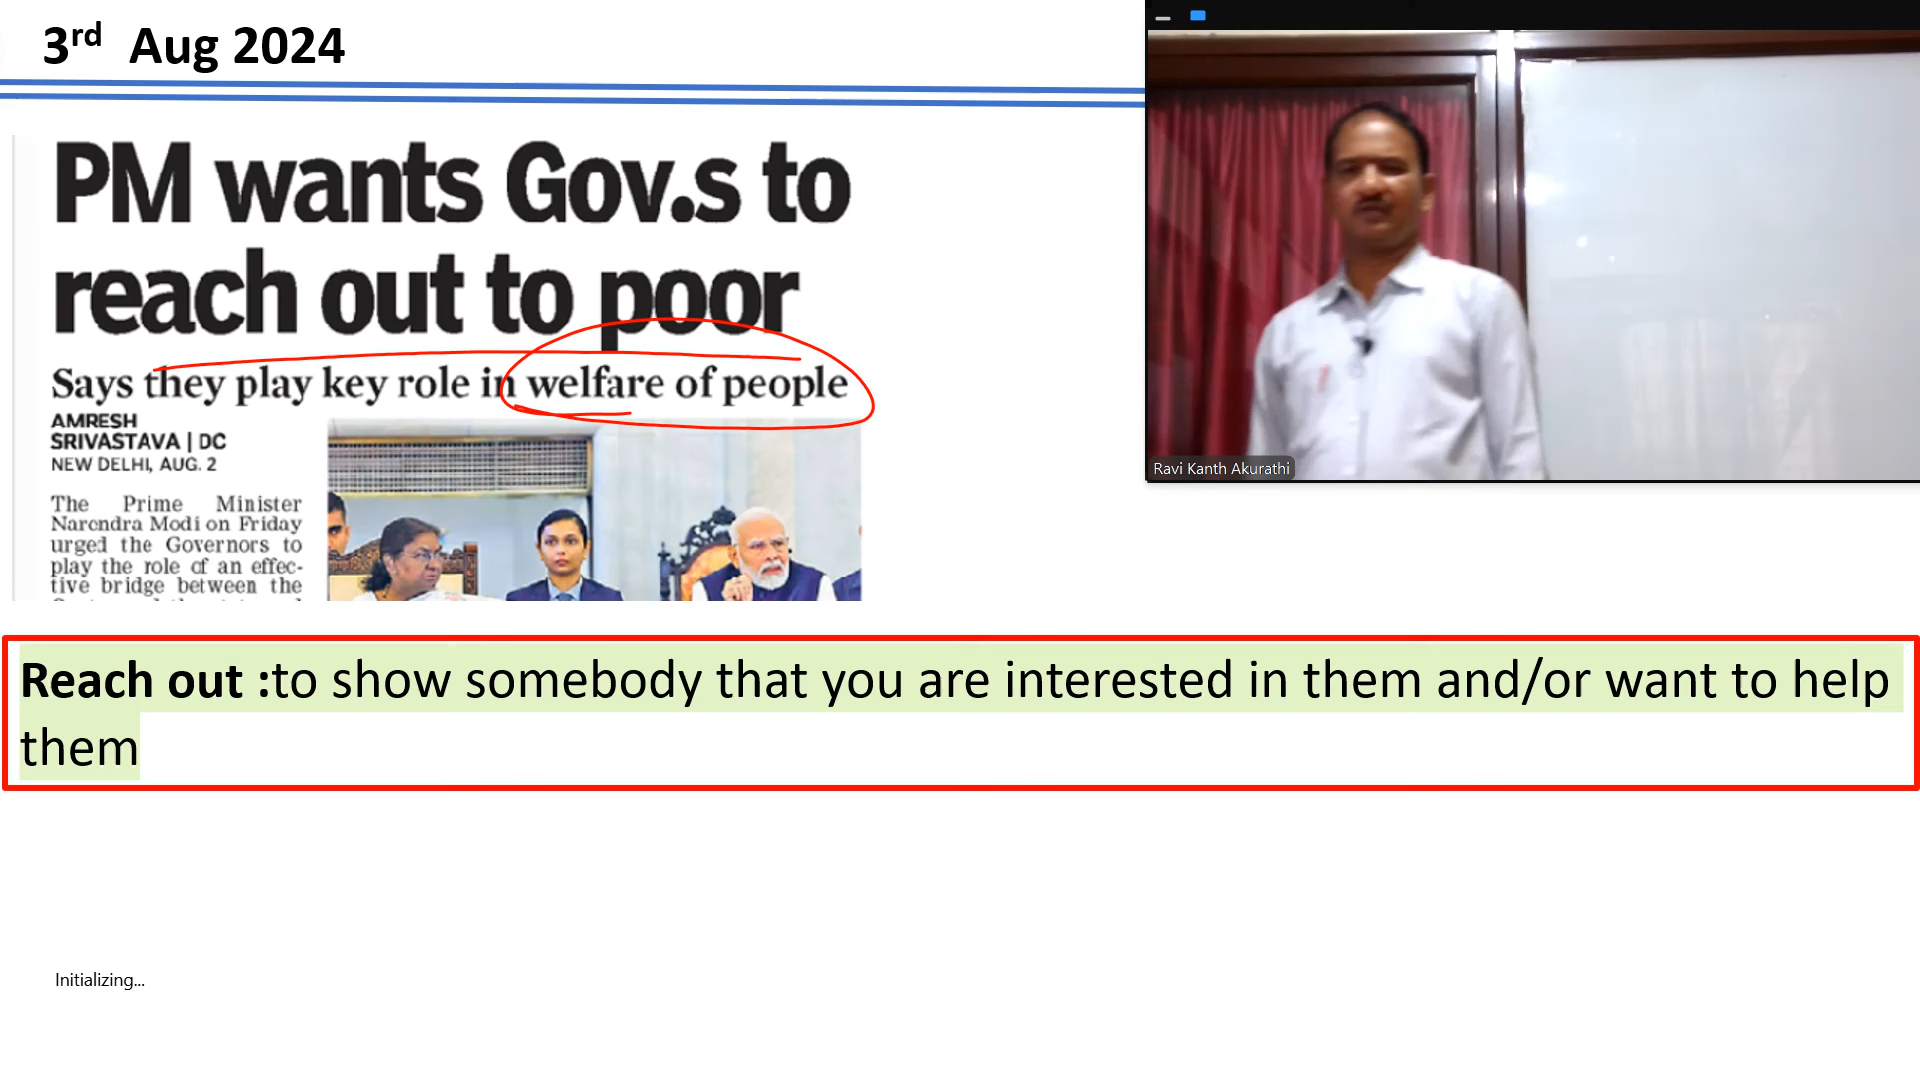 3rd Aug 2024
PM wants Gov.s to
reach out to poor
Says they play key role in welfare of people
AMRESH
SRIVASTAVA | DC
NEW DELHI, AUG. 2
The Prime Minister
Narendra Modi on Friday
urged the Governors to
play the role of an effec-
tive bridge between the
Ravi Kanth Akurathi
Reach out :to show somebody that you are interested in them and/or want to help
them
Initializing...